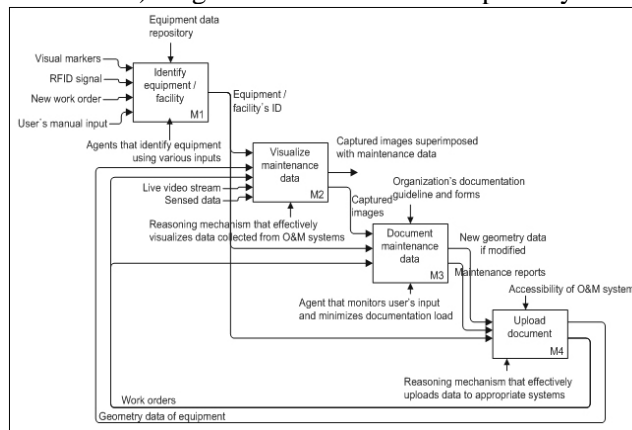 Equipment data
repository
Visual markers
RFID signal
New work order
User's manual input
Identify
equipment /
facility
M1
Equipment /
facility's ID
Agents that identify equipment
using various inputs
Visualize
maintenance
data
M2
Captured images superimposed
with maintenance data
Live video stream
Sensed data
Captured
images
Organization's documentation
guideline and forms
Reasoning mechanism that effectively
visualizes data collected from O&M systems
Document
maintenance
data
M3
New geometry data
if modified
Maintenance reports
Accessibility of O&M system
Agent that monitors user's input
and minimizes documentation load
Upload
document
M4
Reasoning mechanism that effectively
uploads data to appropriate systems
Work orders
Geometry data of equipment